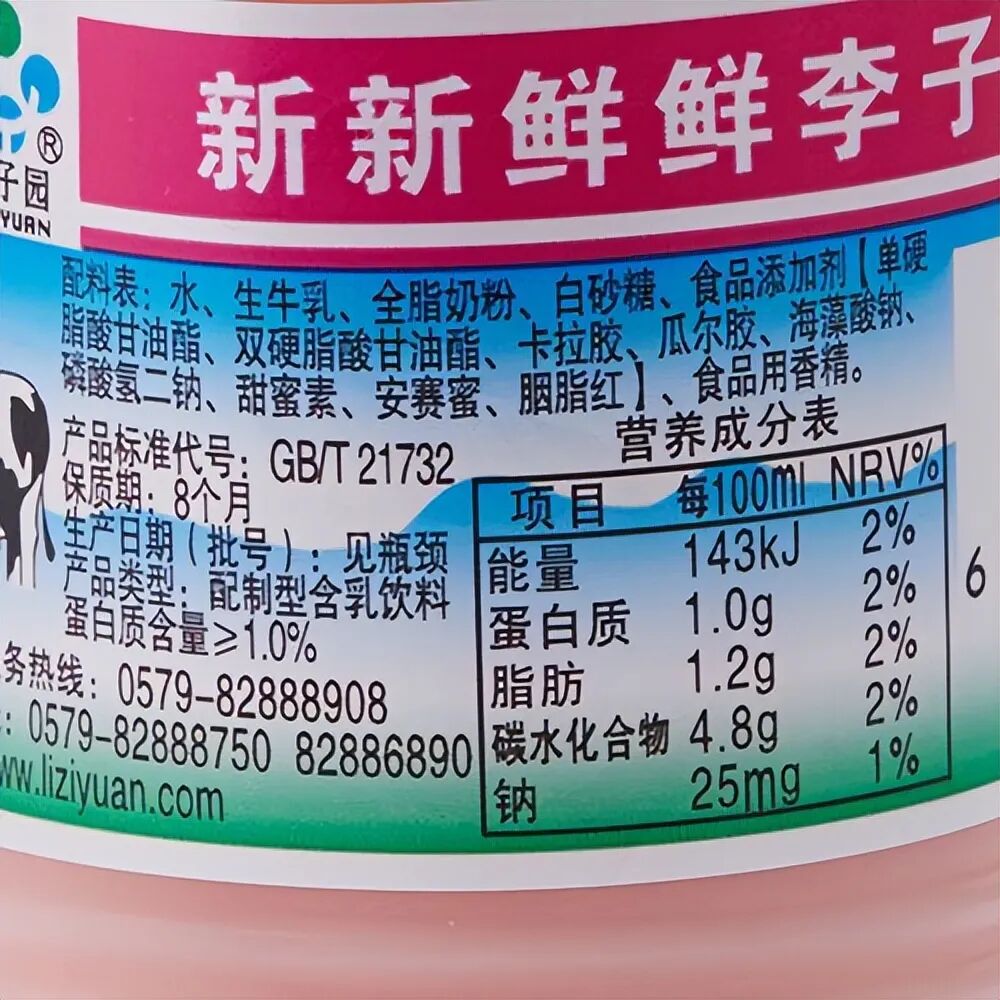 新新鲜鲜李子
®
子园
YUAN
配料表：水、生牛乳、全脂奶粉、白砂糖、食品添加剂【单硬
脂酸甘油酯、双硬脂酸甘油酯、卡拉胶、瓜尔胶、海藻酸钠、
磷酸氢二钠、甜蜜素、安赛蜜、胭脂红】、食品用香精。
产品标准代号：GB/T 21732
保质期：8个月
生产日期（批号）：见瓶颈
产品类型：配制型含乳饮料
蛋白质含量≥1.0%
务热线：0579-82888908
：0579-82888750 82886890
ww.liziyuan.com
营养成分表
项目 每100ml NRV%
能量 143kJ 2%
蛋白质 1.0g 2%
脂肪 1.2g 2%
碳水化合物 4.8g 2%
钠 25mg 1%
6